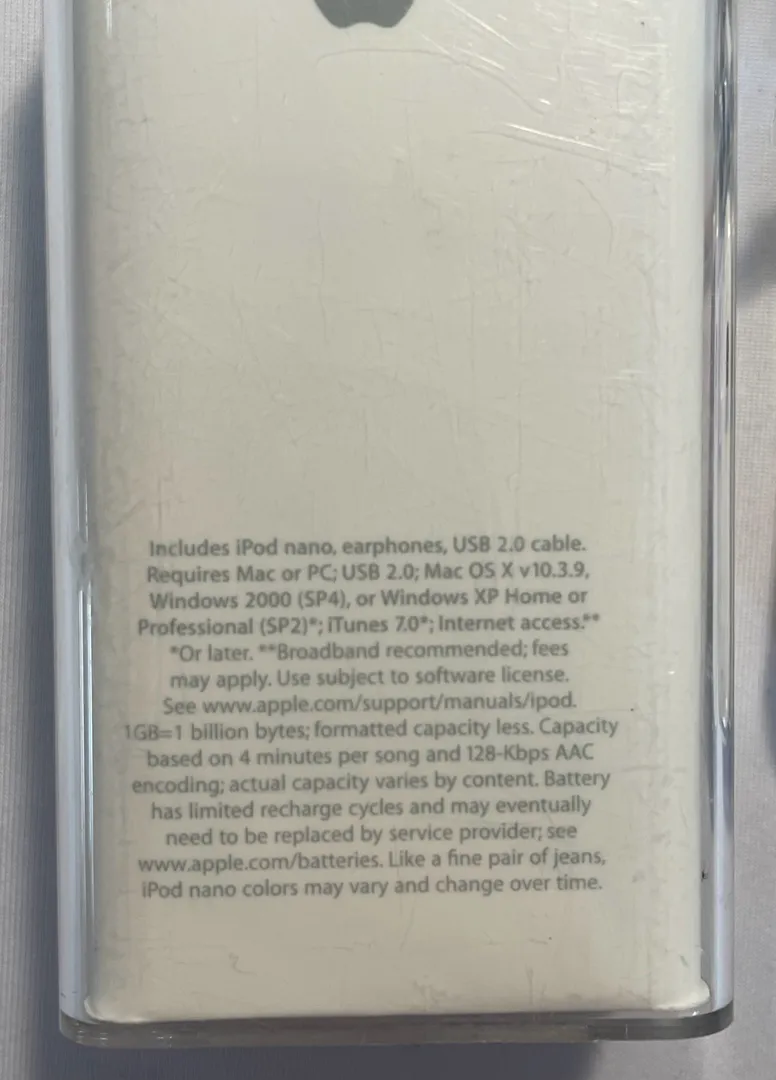 Includes iPod nano, earphones, USB 2.0 cable.
Requires Mac or PC; USB 2.0; Mac OS X v10.3.9,
Windows 2000 (SP4), or Windows XP Home or
Professional (SP2)*; iTunes 7.0*; Internet access.**
*Or later. **Broadband recommended; fees
may apply. Use subject to software license.
See www.apple.com/support/manuals/ipod.
1GB=1 billion bytes; formatted capacity less. Capacity
based on 4 minutes per song and 128-Kbps AAC
encoding; actual capacity varies by content. Battery
has limited recharge cycles and may eventually
need to be replaced by service provider; see
www.apple.com/batteries. Like a fine pair of jeans,
iPod nano colors may vary and change over time.